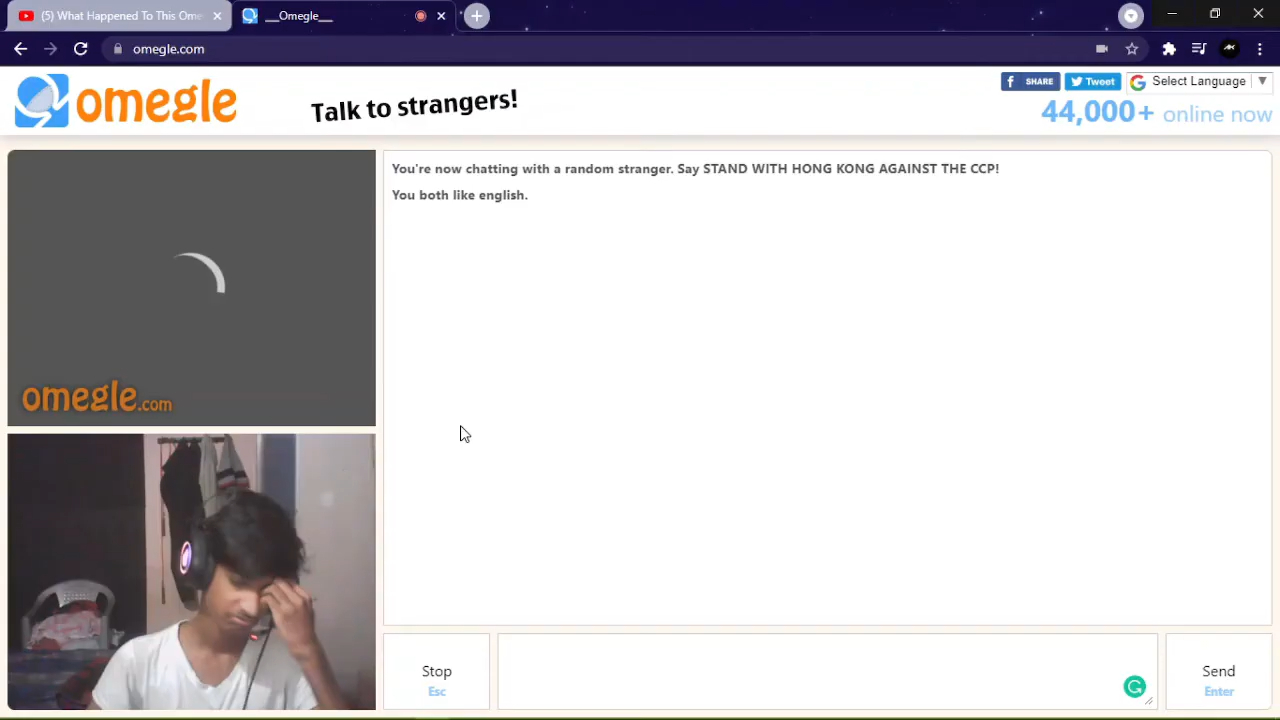 (5) What Happened To This Ome
__Omegle__
omegle.com
omegle
Talk to strangers!
SHARE
Tweet
Select Language
44,000+ online now
You're now chatting with a random stranger. Say STAND WITH HONG KONG AGAINST THE CCP!
You both like english.
omegle.com
Stop
Esc
Send
Enter